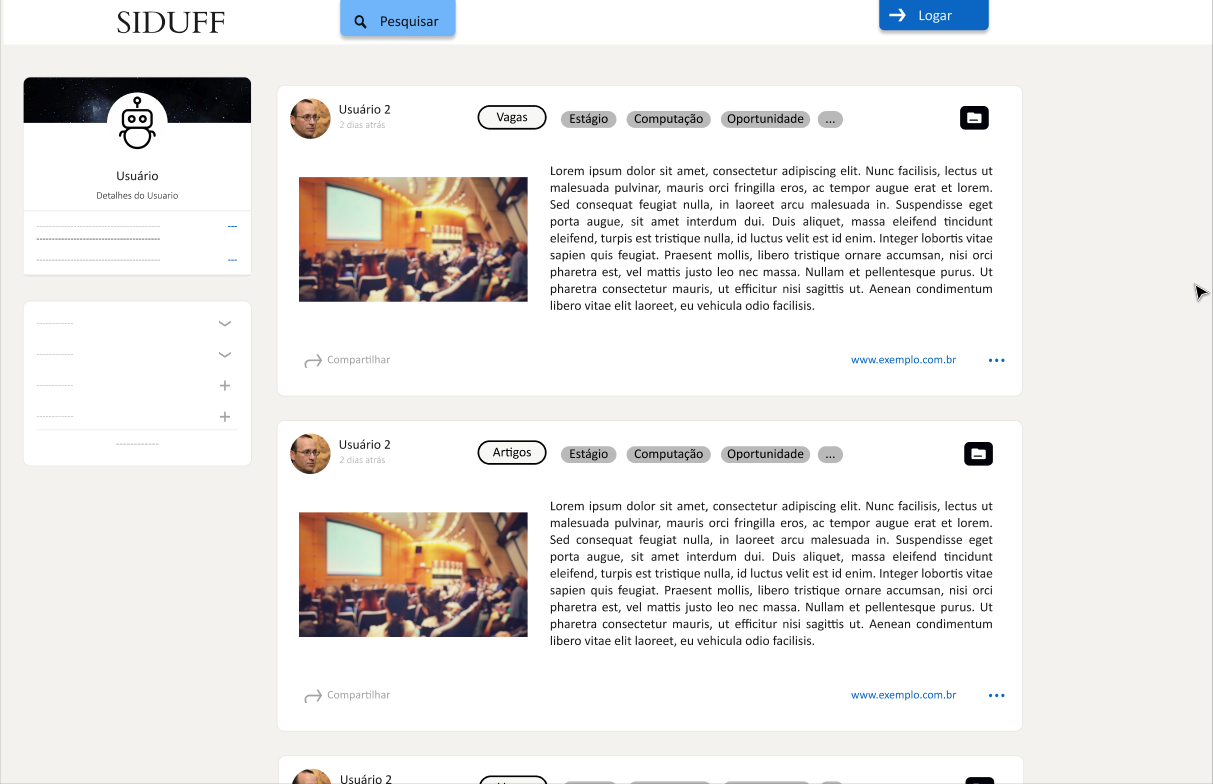 SIDUFF
Pesquisar
Logar
Usuário
Detalhes do Usuario
Usuário 2
2 dias atrás
Vagas
Estágio
Computação
Oportunidade
...
Lorem ipsum dolor sit amet, consectetur adipiscing elit. Nunc facilisis, lectus ut
malesuada pulvinar, mauris orci fringilla eros, ac tempor augue erat et lorem.
Sed consequat feugiat nulla, in laoreet arcu malesuada in. Suspendisse eget
porta augue, sit amet interdum dui. Duis aliquet, massa eleifend tincidunt
eleifend, turpis est tristique nulla, id luctus velit est id enim. Integer lobortis vitae
sapien quis feugiat. Praesent mollis, libero tristique ornare accumsan, nisi orci
pharetra est, vel mattis justo leo nec massa. Nullam et pellentesque purus. Ut
pharetra consectetur mauris, ut efficitur nisi sagittis ut. Aenean condimentum
libero vitae elit laoreet, eu vehicula odio facilisis.
Compartilhar
www.exemplo.com.br
Usuário 2
2 dias atrás
Artigos
Estágio
Computação
Oportunidade
...
Lorem ipsum dolor sit amet, consectetur adipiscing elit. Nunc facilisis, lectus ut
malesuada pulvinar, mauris orci fringilla eros, ac tempor augue erat et lorem.
Sed consequat feugiat nulla, in laoreet arcu malesuada in. Suspendisse eget
porta augue, sit amet interdum dui. Duis aliquet, massa eleifend tincidunt
eleifend, turpis est tristique nulla, id luctus velit est id enim. Integer lobortis vitae
sapien quis feugiat. Praesent mollis, libero tristique ornare accumsan, nisi orci
pharetra est, vel mattis justo leo nec massa. Nullam et pellentesque purus. Ut
pharetra consectetur mauris, ut efficitur nisi sagittis ut. Aenean condimentum
libero vitae elit laoreet, eu vehicula odio facilisis.
Compartilhar
www.exemplo.com.br
Usuário 2